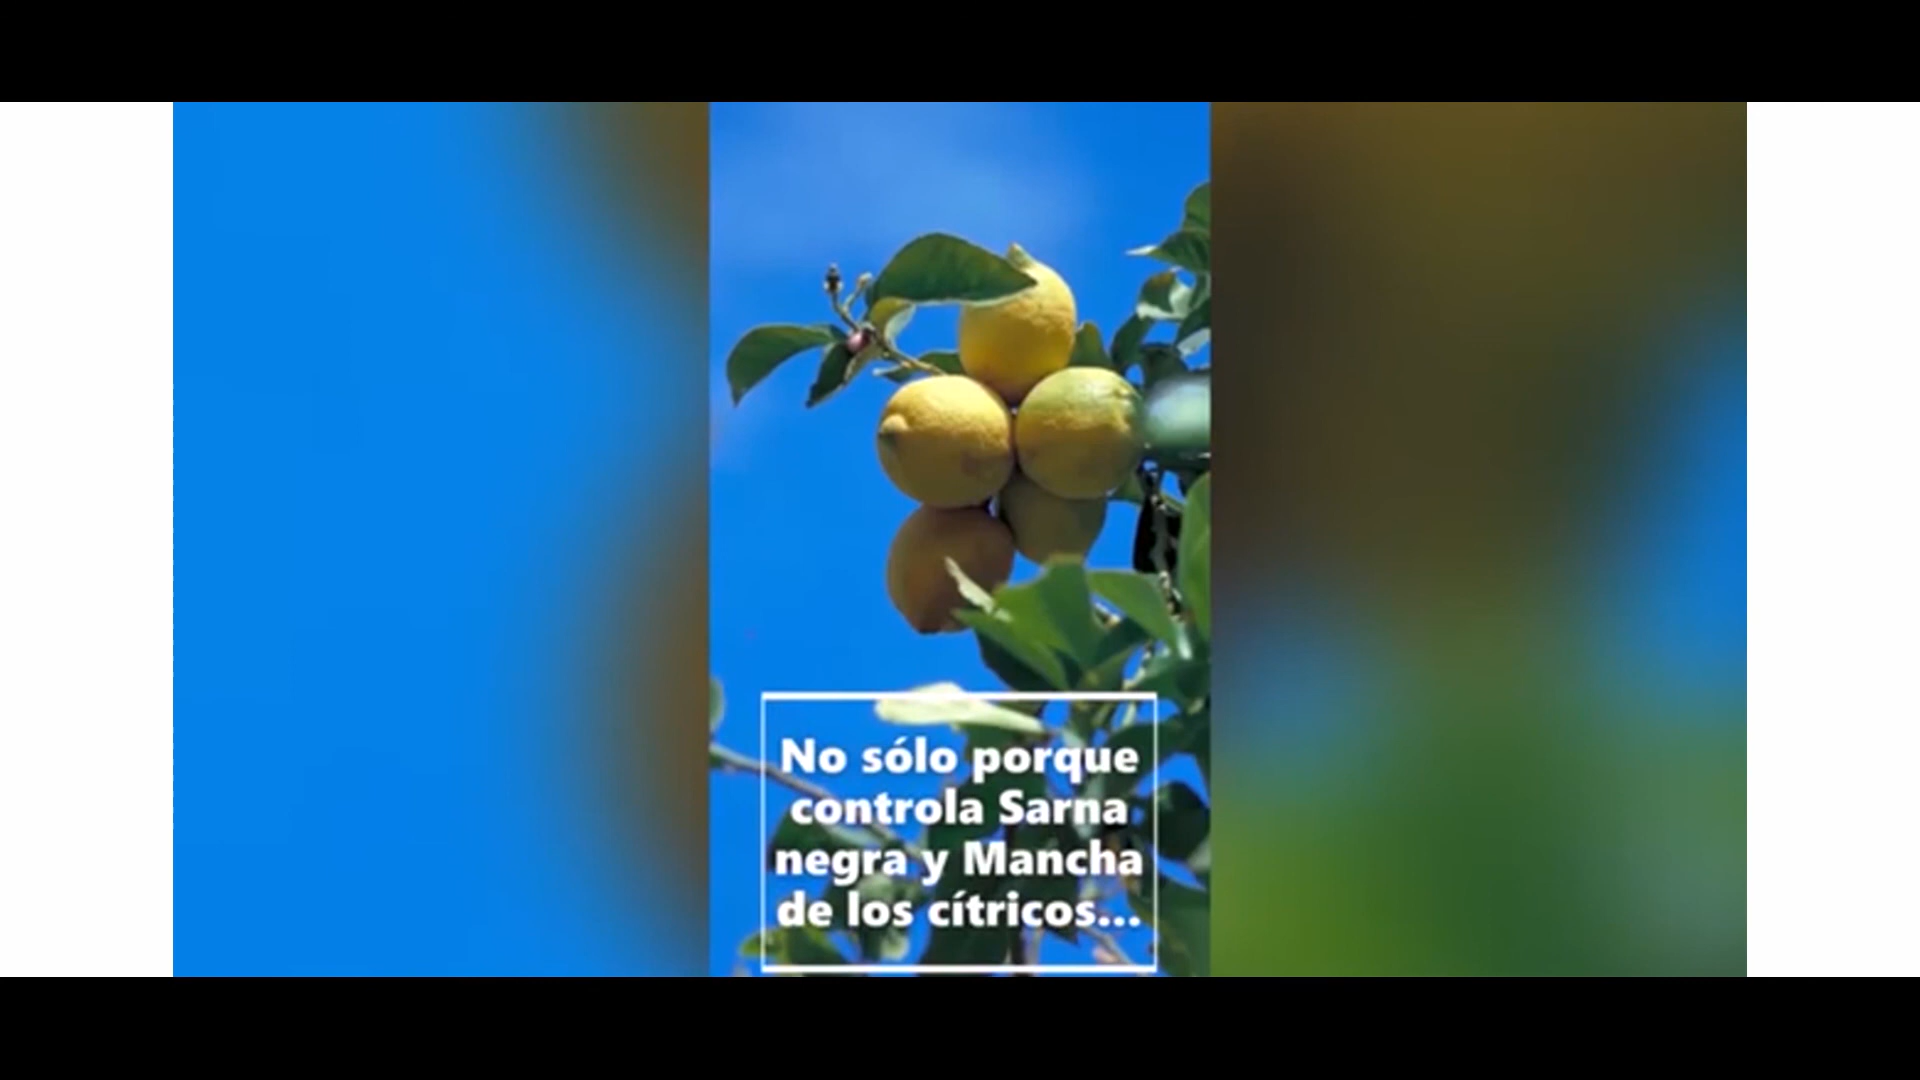 No sólo porque
controla Sarna
negra y Mancha
de los cítricos...